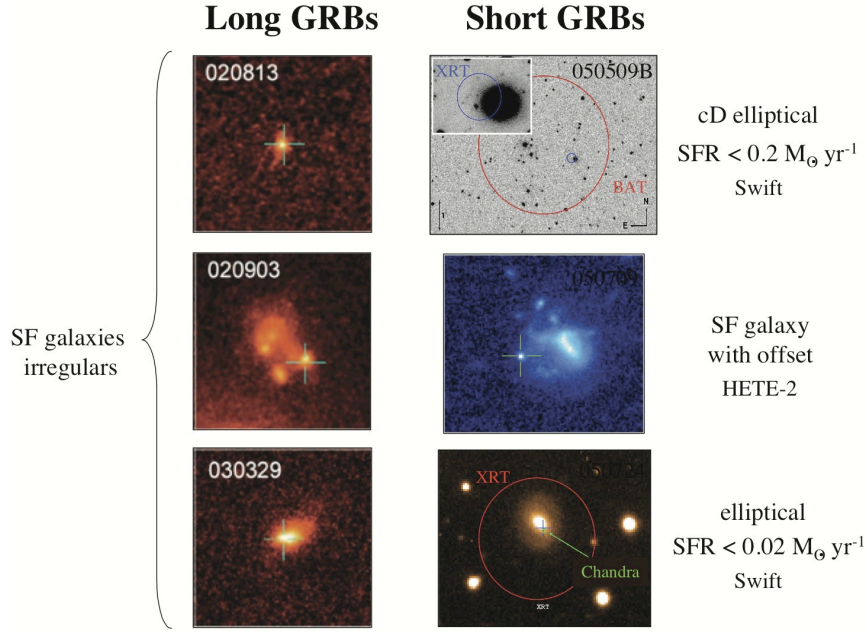 Long GRBs
Short GRBs
SF galaxies
irregulars
020813
020903
030329
XRT
050509B
BAT
1
N
E
cD elliptical
SFR < 0.2 M⊙ yr-1
Swift
050709
SF galaxy
with offset
HETE-2
XRT
Chandra
XRT
elliptical
SFR < 0.02 M⊙ yr-1
Swift